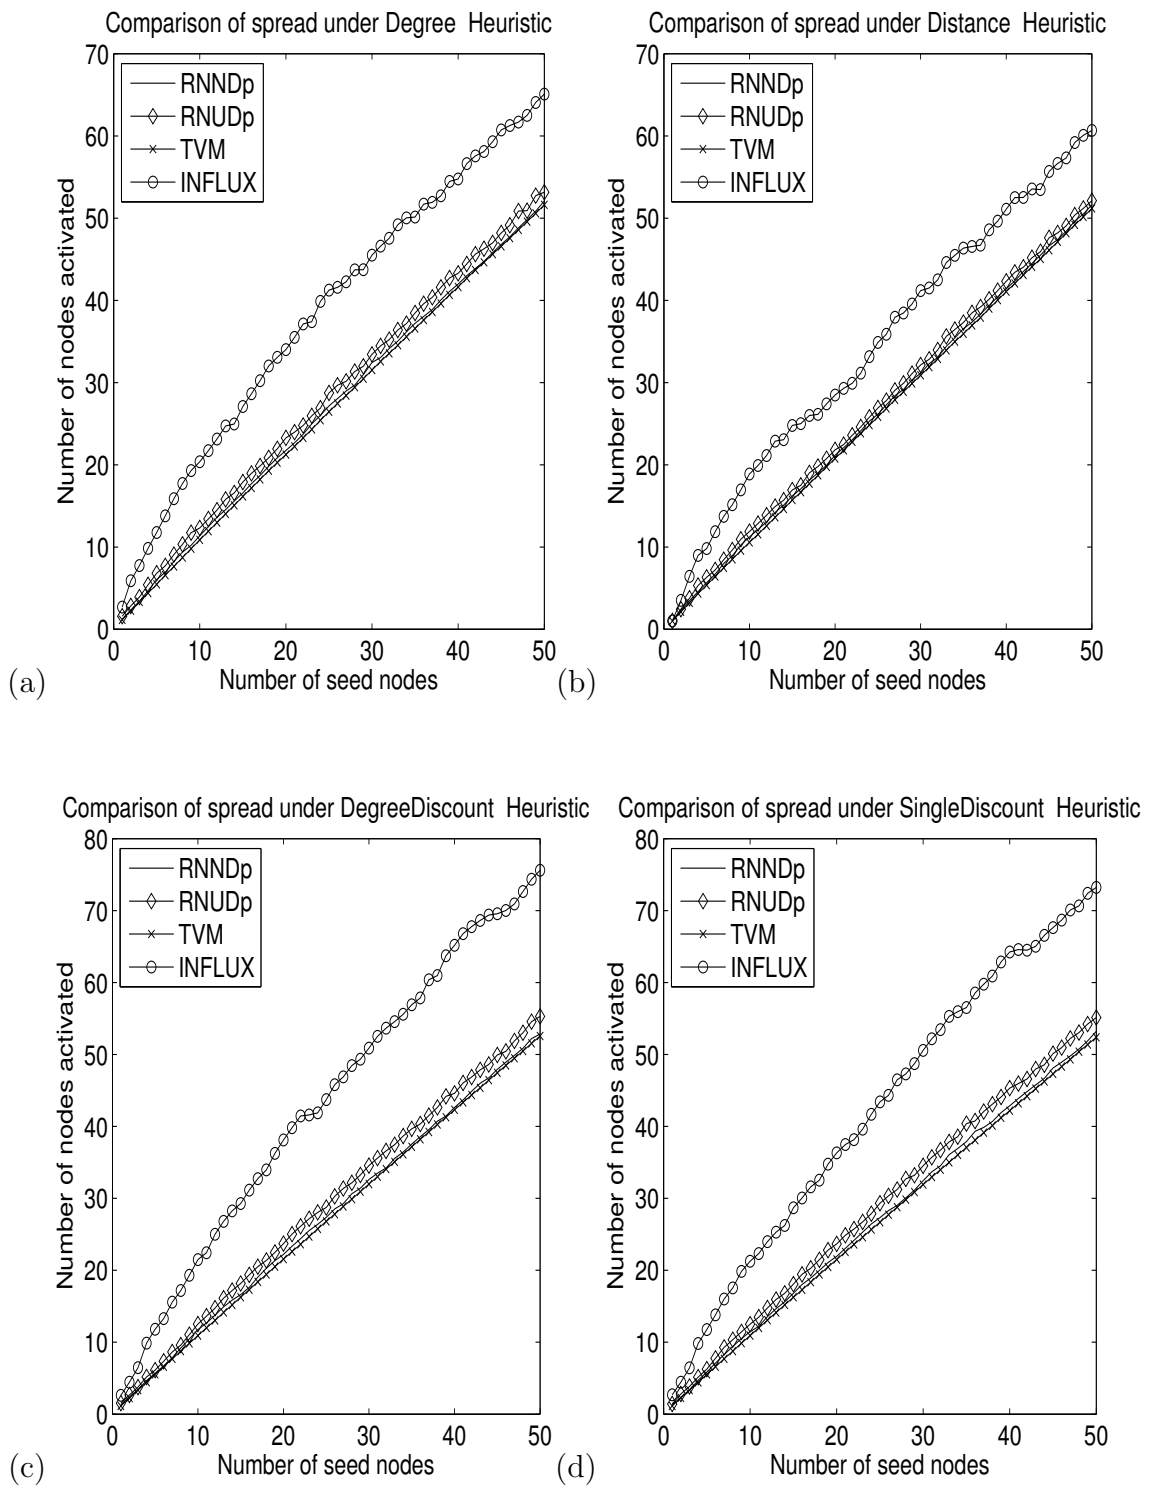 Comparison of spread under Degree Heuristic
70
60
50
40
30
20
10
0
Number of nodes activated
RNNDp
RNUDp
TVM
INFLUX
0 10 20 30 40 50
Number of seed nodes
(a)
Comparison of spread under Distance Heuristic
70
60
50
40
30
20
10
0
Number of nodes activated
RNNDp
RNUDp
TVM
INFLUX
0 10 20 30 40 50
Number of seed nodes
(b)
Comparison of spread under DegreeDiscount Heuristic
80
70
60
50
40
30
20
10
0
Number of nodes activated
RNNDp
RNUDp
TVM
INFLUX
0 10 20 30 40 50
Number of seed nodes
(c)
Comparison of spread under SingleDiscount Heuristic
80
70
60
50
40
30
20
10
0
Number of nodes activated
RNNDp
RNUDp
TVM
INFLUX
0 10 20 30 40 50
Number of seed nodes
(d)